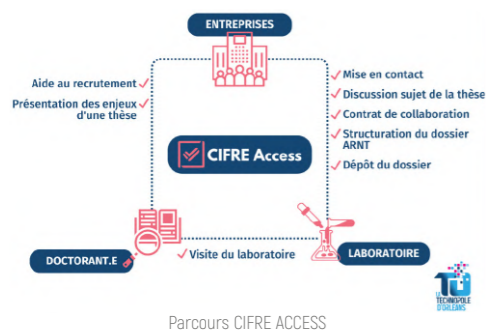 ENTREPRISES
Aide au recrutement
Présentation des enjeux
d'une thèse
Mise en contact
Discussion sujet de la thèse
Contrat de collaboration
Structuration du dossier
ARNT
Dépôt du dossier
CIFRE Access
DOCTORANT.E
Visite du laboratoire
LABORATOIRE
LE
TECHNOPOLE
D'ORLÉANS
Parcours CIFRE ACCESS